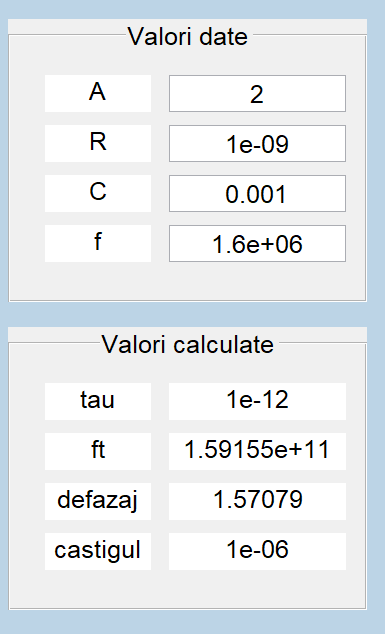 Valori date
A 2
R 1e-09
C 0.001
f 1.6e+06
Valori calculate
tau 1e-12
ft 1.59155e+11
defazaj 1.57079
castigul 1e-06